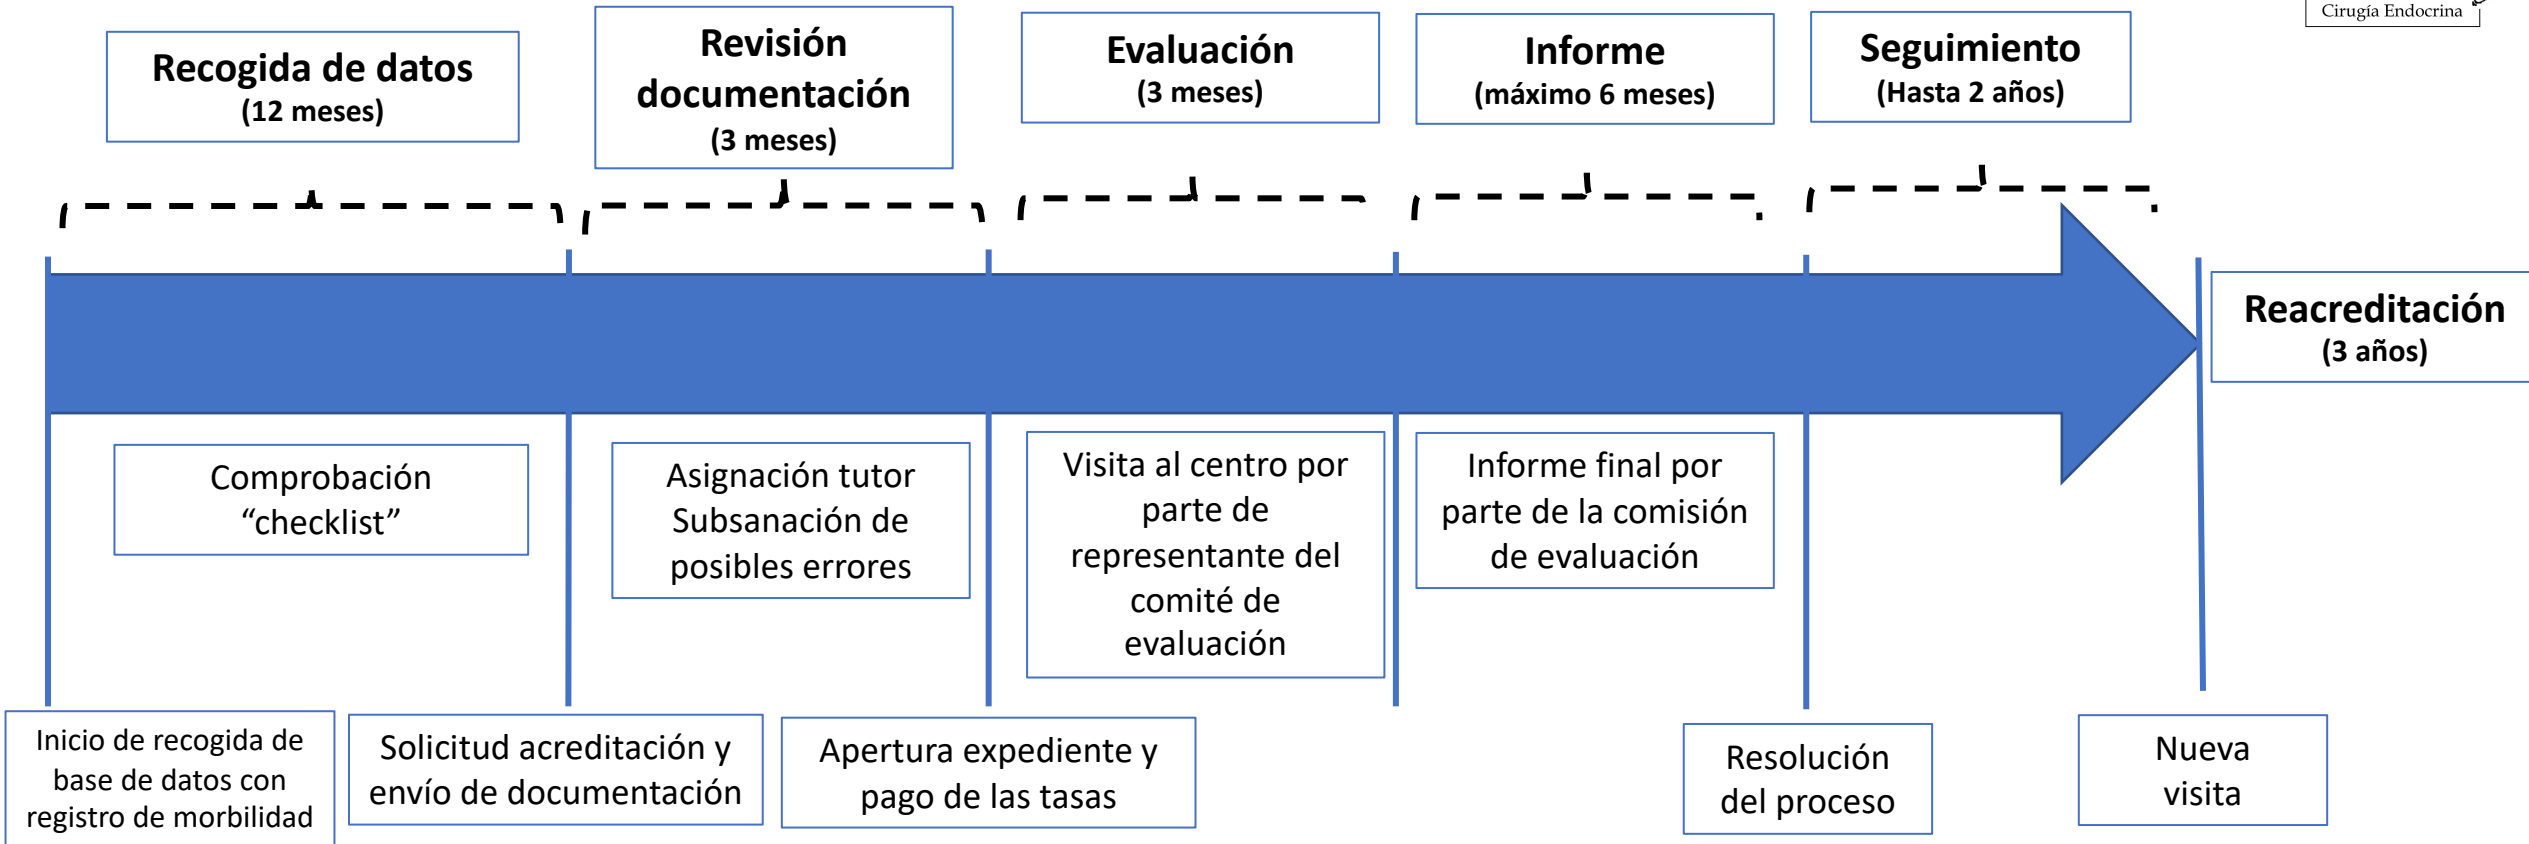 Cirugía Endocrina
Recogida de datos
(12 meses)
Revisión
documentación
(3 meses)
Evaluación
(3 meses)
Informe
(máximo 6 meses)
Seguimiento
(Hasta 2 años)
Reacreditación
(3 años)
Comprobación
“checklist”
Asignación tutor
Subsanación de
posibles errores
Visita al centro por
parte de
representante del
comité de
evaluación
Informe final por
parte de la comisión
de evaluación
Inicio de recogida de
base de datos con
registro de morbilidad
Solicitud acreditación y
envío de documentación
Apertura expediente y
pago de las tasas
Resolución
del proceso
Nueva
visita